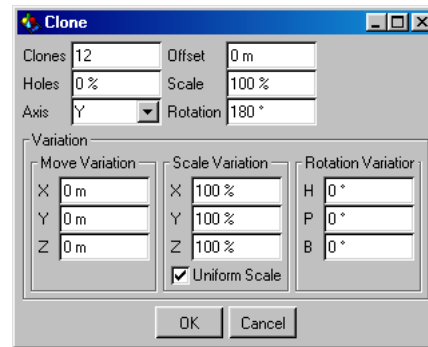 Clone
Clones 12 Offset 0 m
Holes 0 % Scale 100 %
Axis Y Rotation 180 °
Variation
Move Variation Scale Variation Rotation Variation
X 0 m X 100 % H 0 °
Y 0 m Y 100 % P 0 °
Z 0 m Z 100 % B 0 °
Uniform Scale
OK Cancel